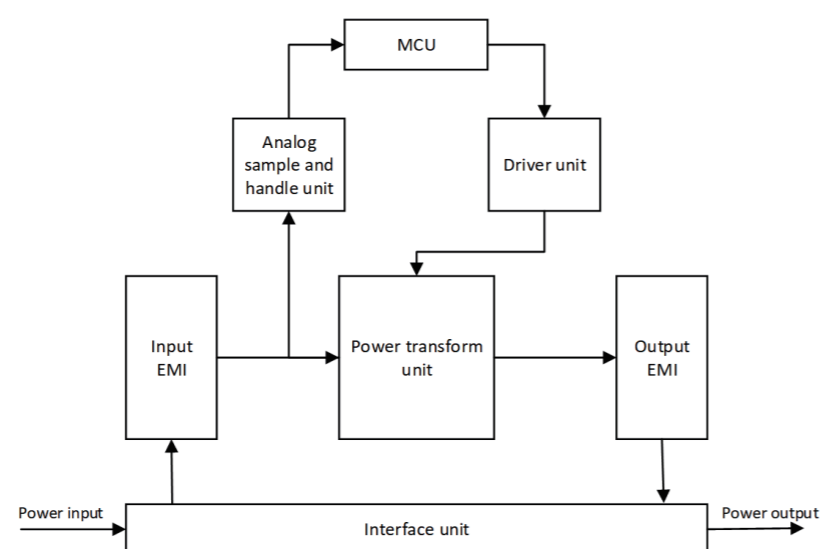 MCU
Analog
sample and
handle unit
Driver unit
Input
EMI
Power transform
unit
Output
EMI
Power input
Interface unit
Power output